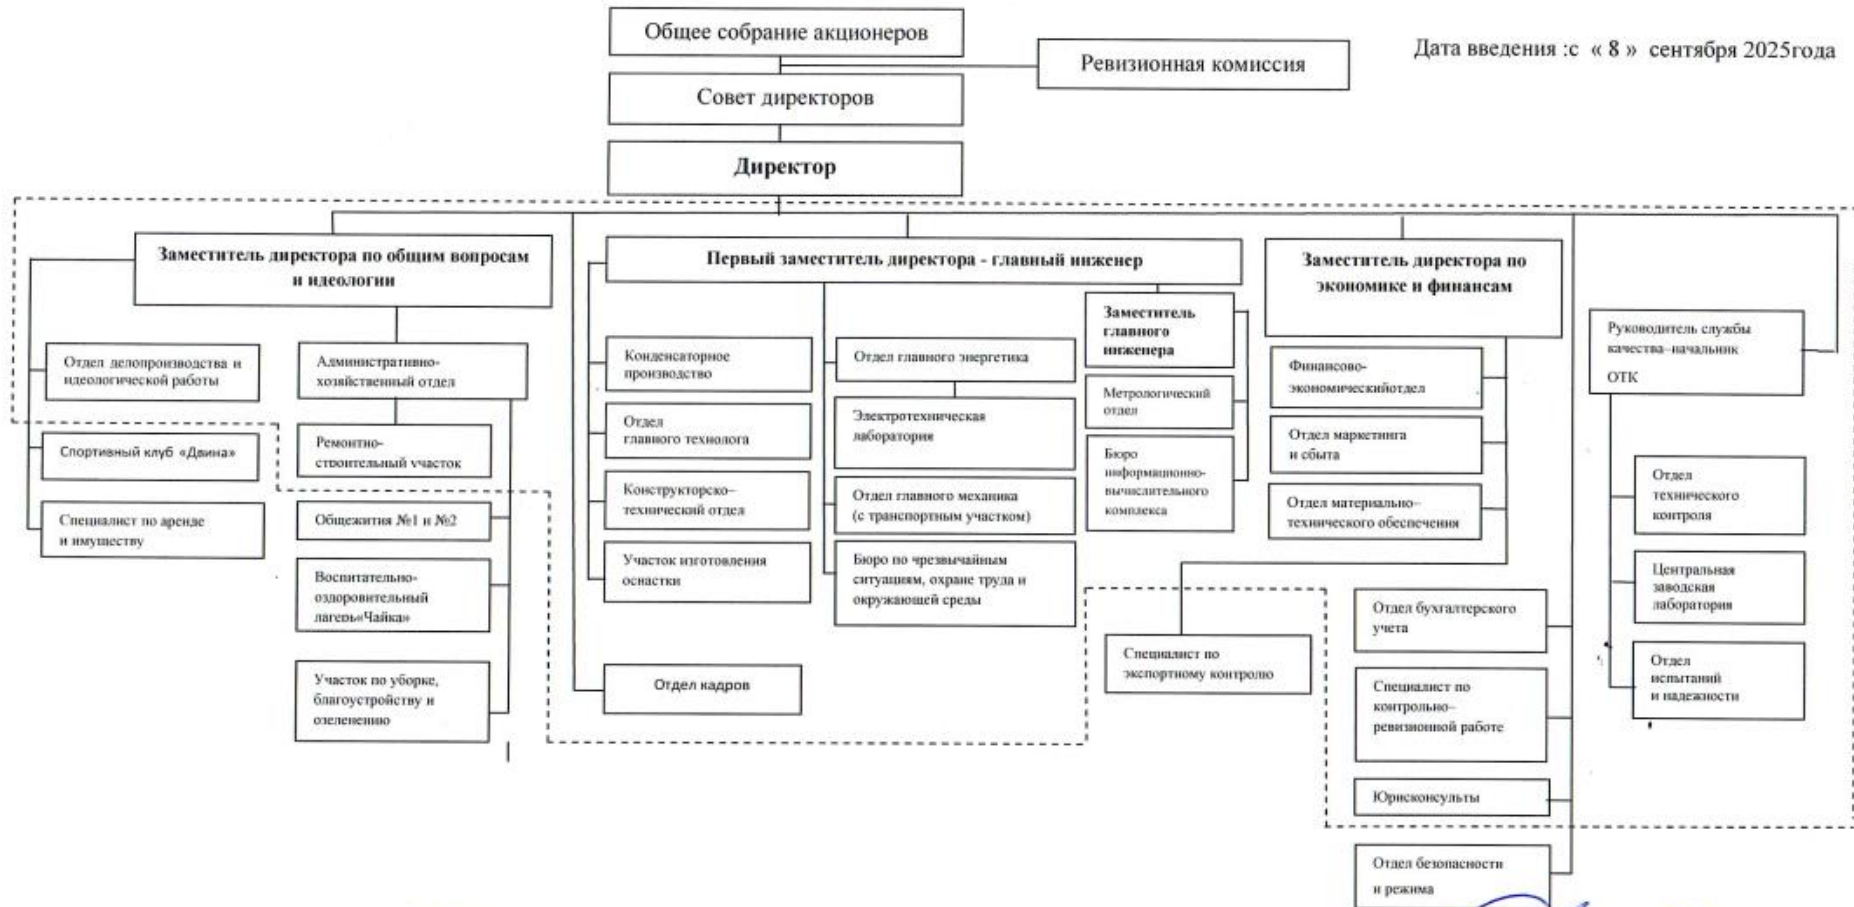 Общее собрание акционеров
Ревизионная комиссия
Дата введения :с « 8 » сентября 2025года
Совет директоров
Директор
Заместитель директора по общим вопросам
и идеологии
Первый заместитель директора - главный инженер
Заместитель директора по
экономике и финансам
Заместитель
главного
инженера
Руководитель службы
качества–начальник
ОТК
Отдел делопроизводства и
идеологической работы
Административно-
хозяйственный отдел
Конденсаторное
производство
Отдел главного энергетика
Финансово-
экономическийотдел
Метрологический
отдел
Отдел
главного технолога
Электротехническая
лаборатория
Отдел маркетинга
и сбыта
Спортивный клуб «Двина»
Ремонтно-
строительный участок
Бюро
информационно-
вычислительного
комплекса
Отдел
технического
контроля
Конструкторско–
технический отдел
Отдел главного механика
(с транспортным участком)
Отдел материально–
технического обеспечения
Специалист по аренде
и имуществу
Общежития №1 и №2
Участок изготовления
оснастки
Бюро по чрезвычайным
ситуациям, охране труда и
окружающей среды
Центральная
заводская
лаборатория
Воспитательно-
оздоровительный
лагерь«Чайка»
Отдел бухгалтерского
учета
Участок по уборке,
благоустройству и
озеленению
Отдел кадров
Специалист по
экспортному контролю
Специалист по
контрольно–
ревизионной работе
Отдел
испытаний
и надежности
Юрисконсульты
Отдел безопасности
и режима